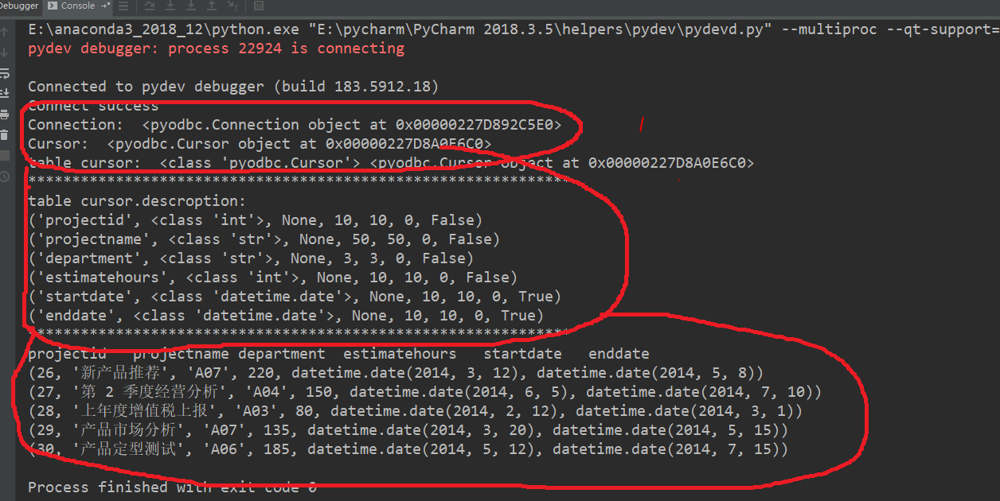 Debugger Console
E:\anaconda3_2018_12\python.exe "E:\pycharm\PyCharm 2018.3.5\helpers\pydev\pydevd.py" --multiproc --qt-support=
pydev debugger: process 22924 is connecting
Connected to pydev debugger (build 183.5912.18)
Connect success
Connection:  <pyodbc.Connection object at 0x00000227D892C5E0>
Cursor:  <pyodbc.Cursor object at 0x00000227D8A0E6C0>
table cursor:  <class 'pyodbc.Cursor'> <pyodbc.Cursor object at 0x00000227D8A0E6C0>
**************************************************************
table cursor.descroption:
('projectid', <class 'int'>, None, 10, 10, 0, False)
('projectname', <class 'str'>, None, 50, 50, 0, False)
('department', <class 'str'>, None, 3, 3, 0, False)
('estimatehours', <class 'int'>, None, 10, 10, 0, False)
('startdate', <class 'datetime.date'>, None, 10, 10, 0, True)
('enddate', <class 'datetime.date'>, None, 10, 10, 0, True)
**************************************************************
projectid   projectname department  estimatehours   startdate   enddate
(26, '新产品推荐', 'A07', 220, datetime.date(2014, 3, 12), datetime.date(2014, 5, 8))
(27, '第 2 季度经营分析', 'A04', 150, datetime.date(2014, 6, 5), datetime.date(2014, 7, 10))
(28, '上年度增值税上报', 'A03', 80, datetime.date(2014, 2, 12), datetime.date(2014, 3, 1))
(29, '产品市场分析', 'A07', 135, datetime.date(2014, 3, 20), datetime.date(2014, 5, 15))
(30, '产品定型测试', 'A06', 185, datetime.date(2014, 5, 12), datetime.date(2014, 7, 15))
Process finished with exit code 0